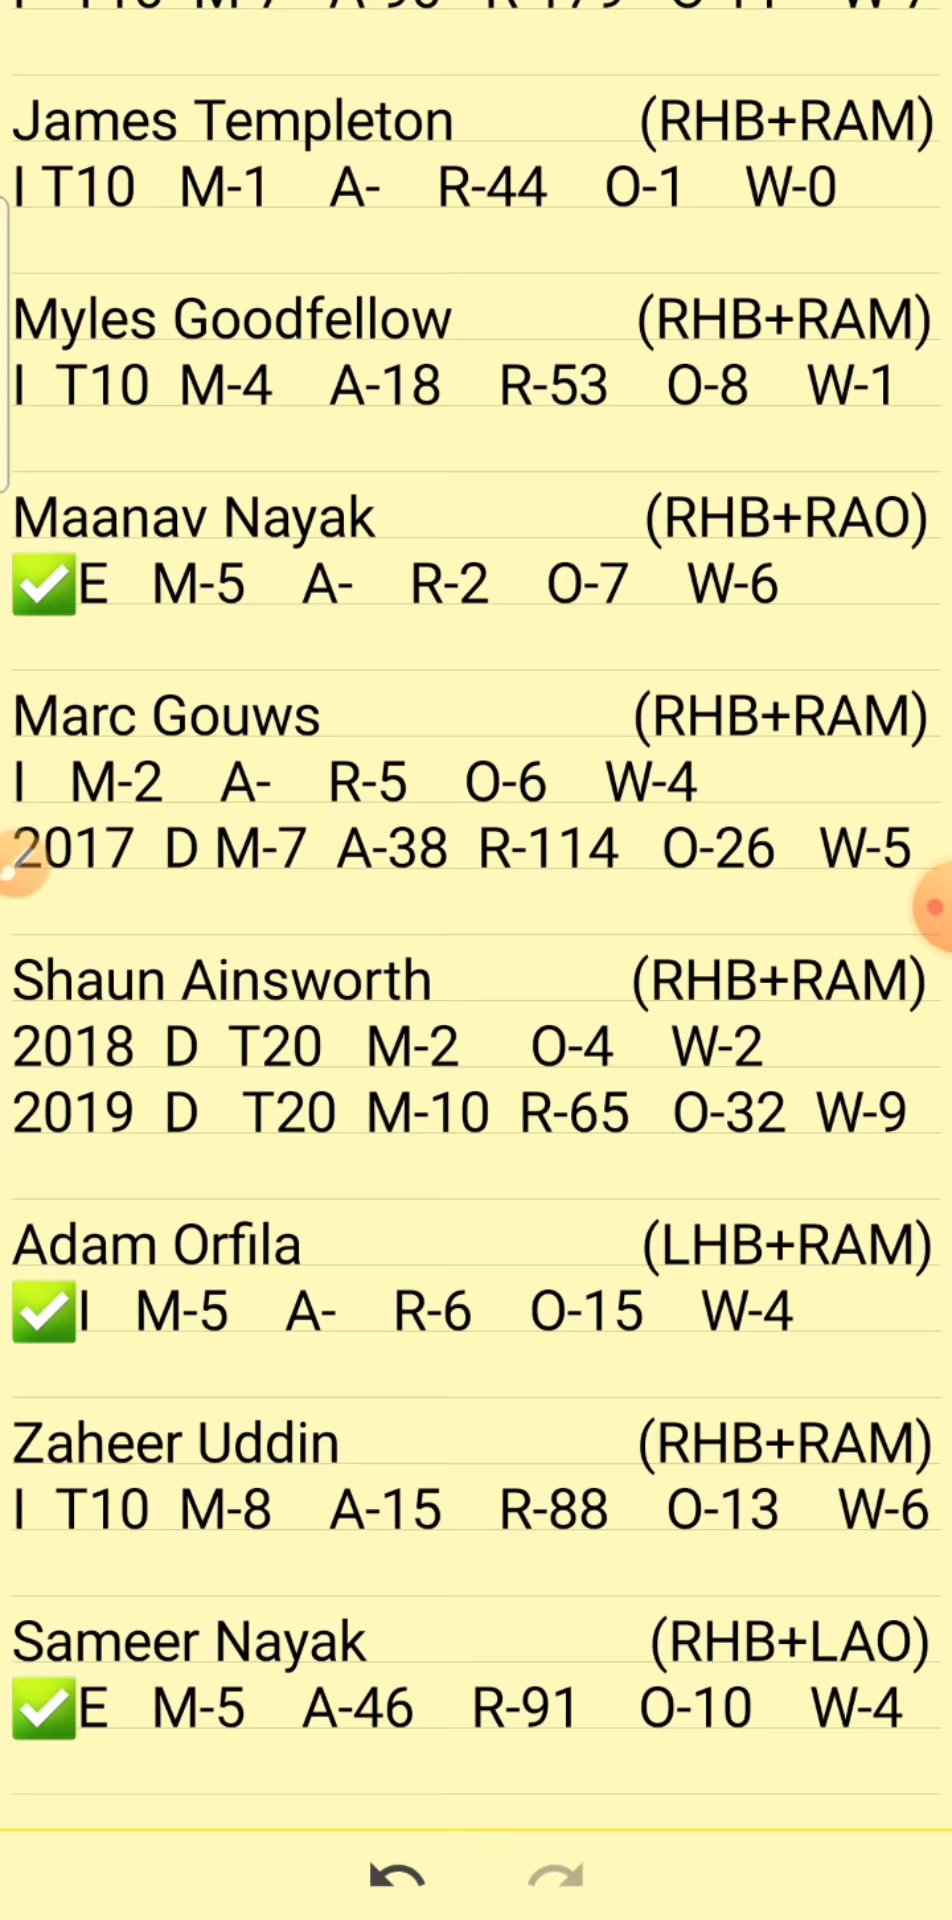 James Templeton (RHB+RAM)
I T10 M-1 A- R-44 O-1 W-0
Myles Goodfellow (RHB+RAM)
I T10 M-4 A-18 R-53 O-8 W-1
Maanav Nayak (RHB+RAO)
✅E M-5 A- R-2 O-7 W-6
Marc Gouws (RHB+RAM)
I M-2 A- R-5 O-6 W-4
2017 D M-7 A-38 R-114 O-26 W-5
Shaun Ainsworth (RHB+RAM)
2018 D T20 M-2 O-4 W-2
2019 D T20 M-10 R-65 O-32 W-9
Adam Orfila (LHB+RAM)
✅I M-5 A- R-6 O-15 W-4
Zaheer Uddin (RHB+RAM)
I T10 M-8 A-15 R-88 O-13 W-6
Sameer Nayak (RHB+LAO)
✅E M-5 A-46 R-91 O-10 W-4